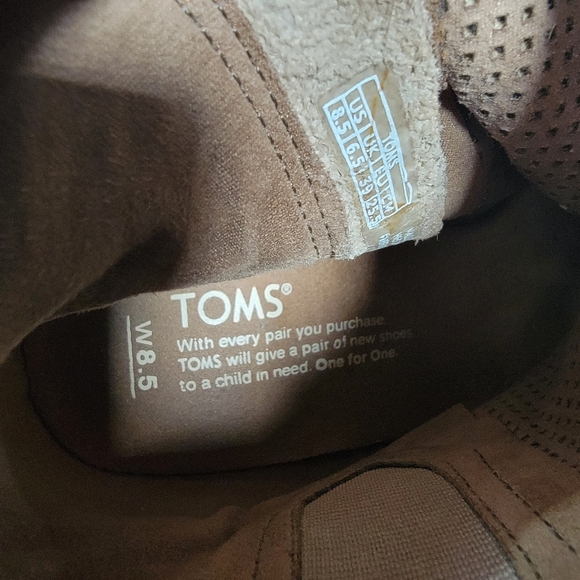 TOMS
US UK EU CM
8.5 6.5 39 25.5
TOMS®
With every pair you purchase
TOMS will give a pair of new shoes
to a child in need. One for One.
W8.5